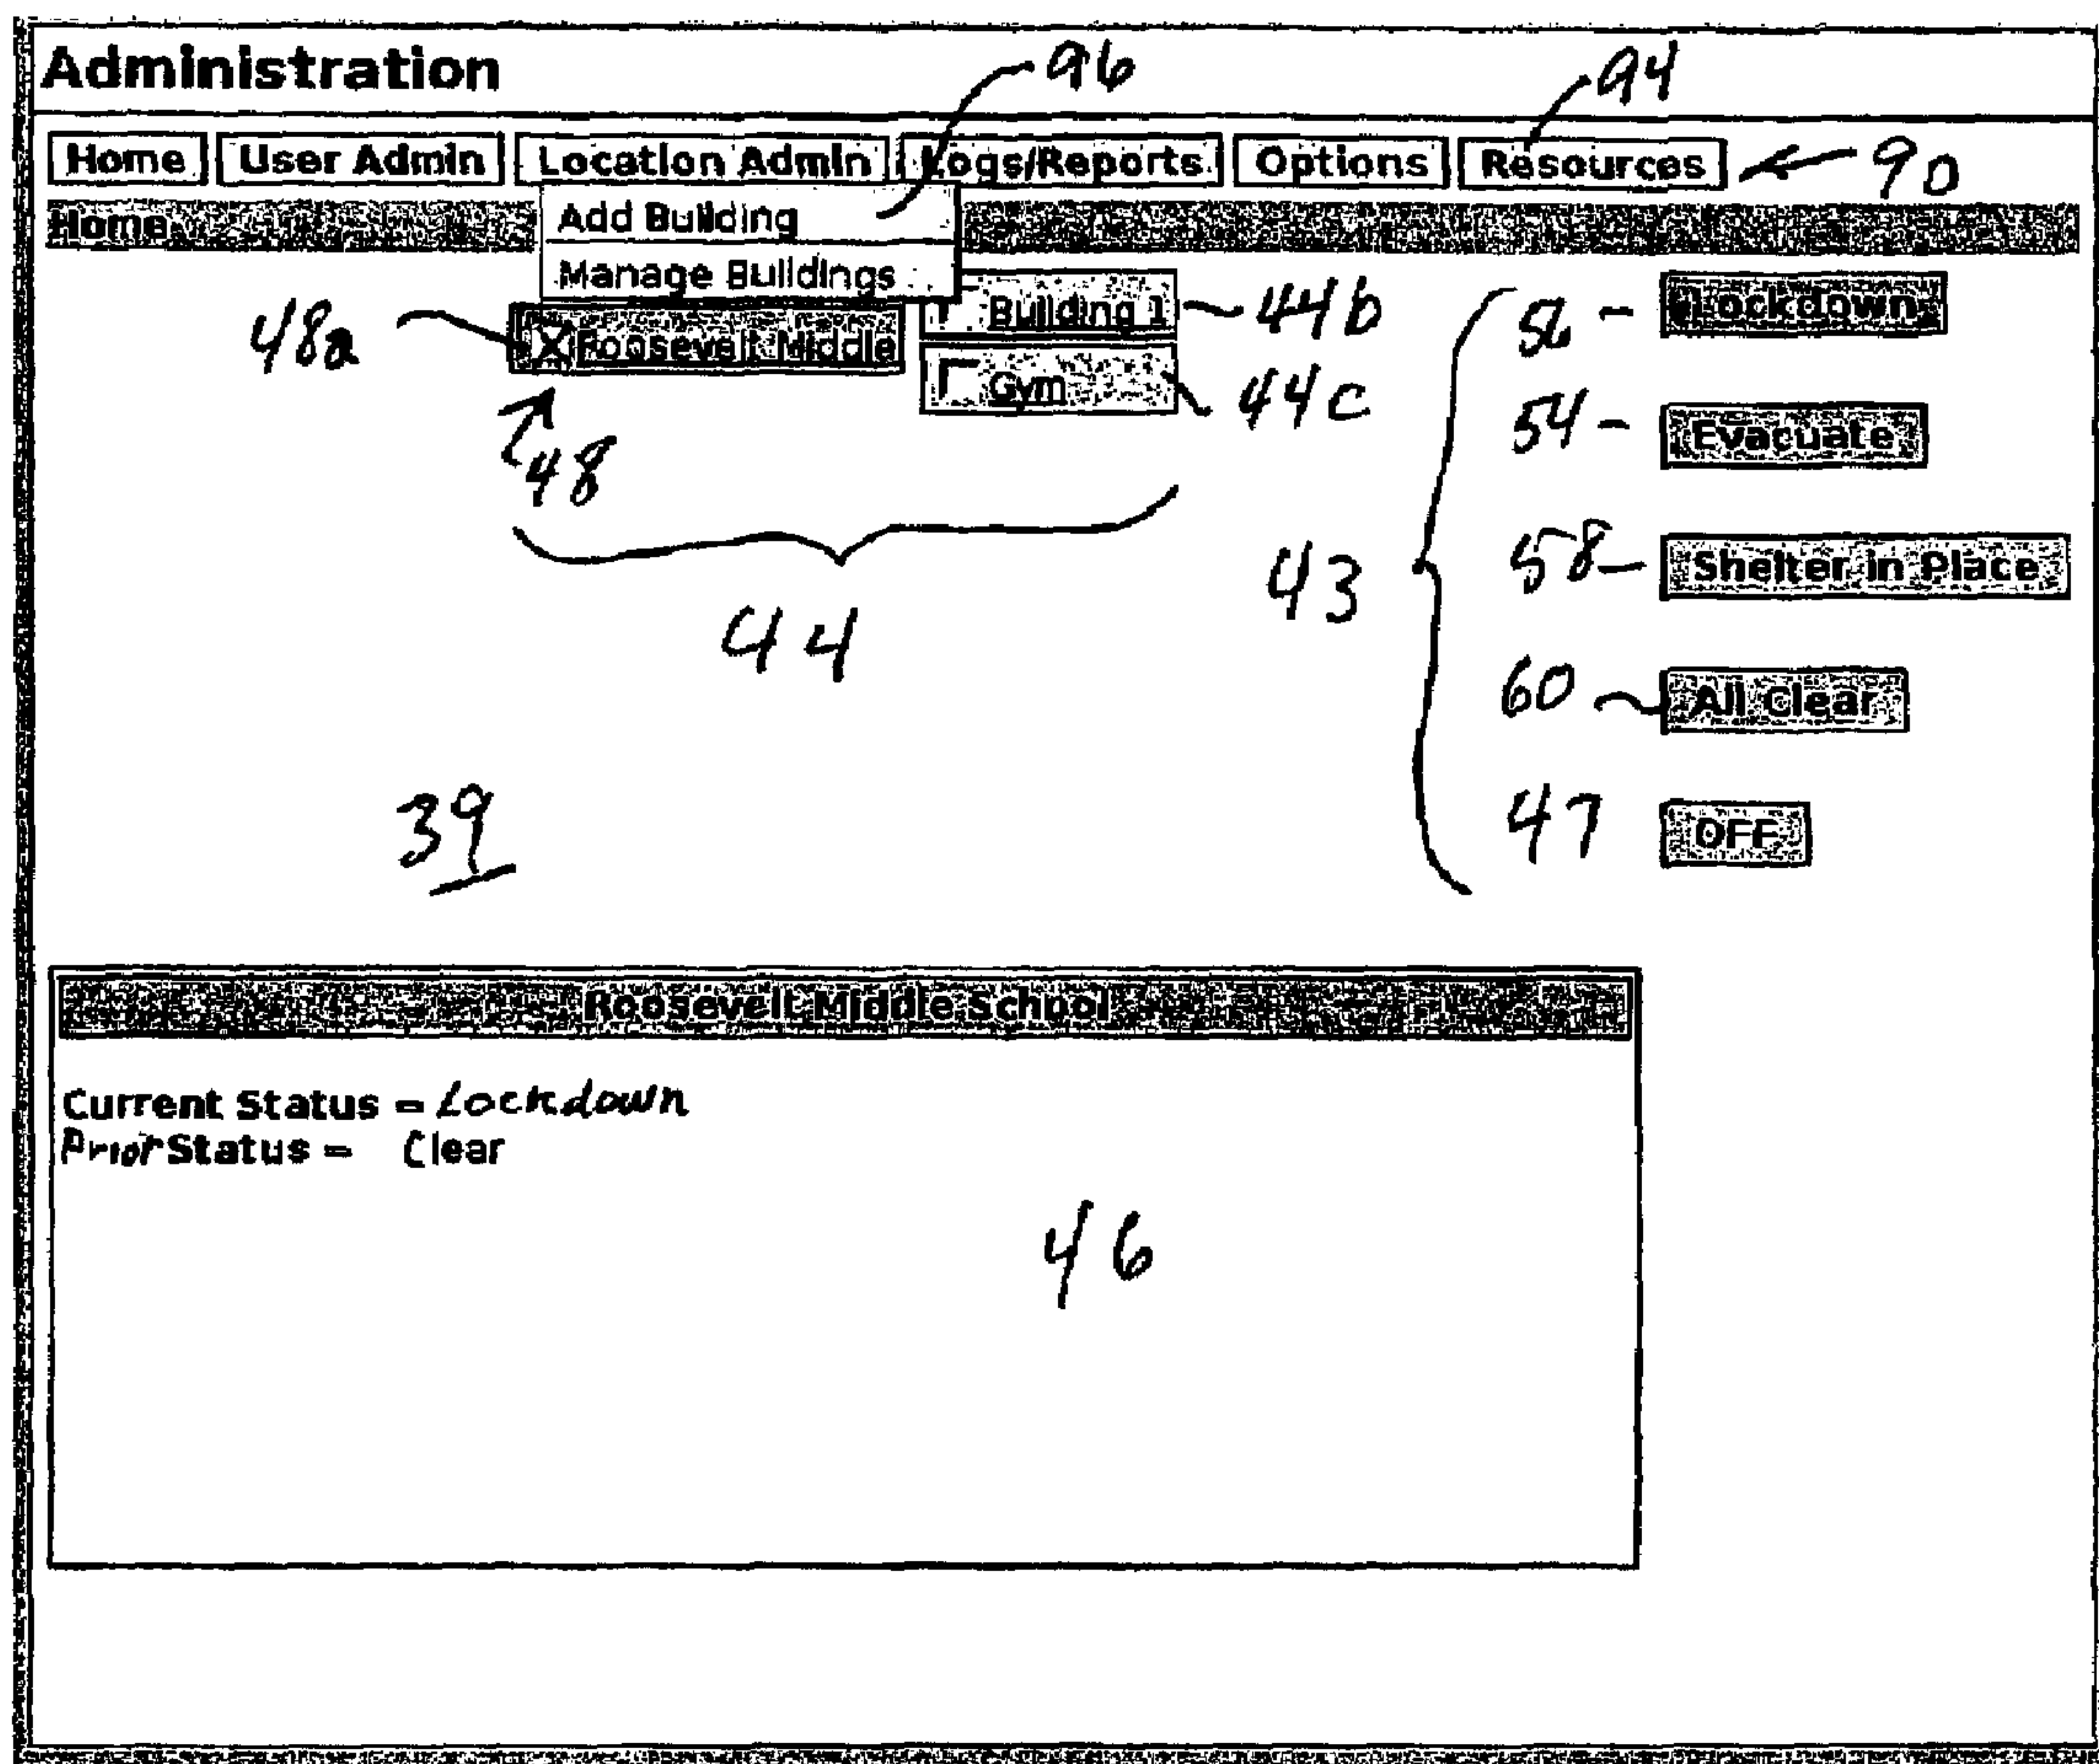 Administration
96
94
Home User Admin Location Admin Logs/Reports Options Resources
90
Home
Add Building
Manage Buildings
48a
Roosevelt Middle
48
Building 1
44b
Gym
44c
44
43
56
Lockdown
54
Evacuate
58
Shelter in Place
60
All Clear
47
OFF
39
Roosevelt Middle School
Current Status = Lockdown
Prior Status = Clear
46